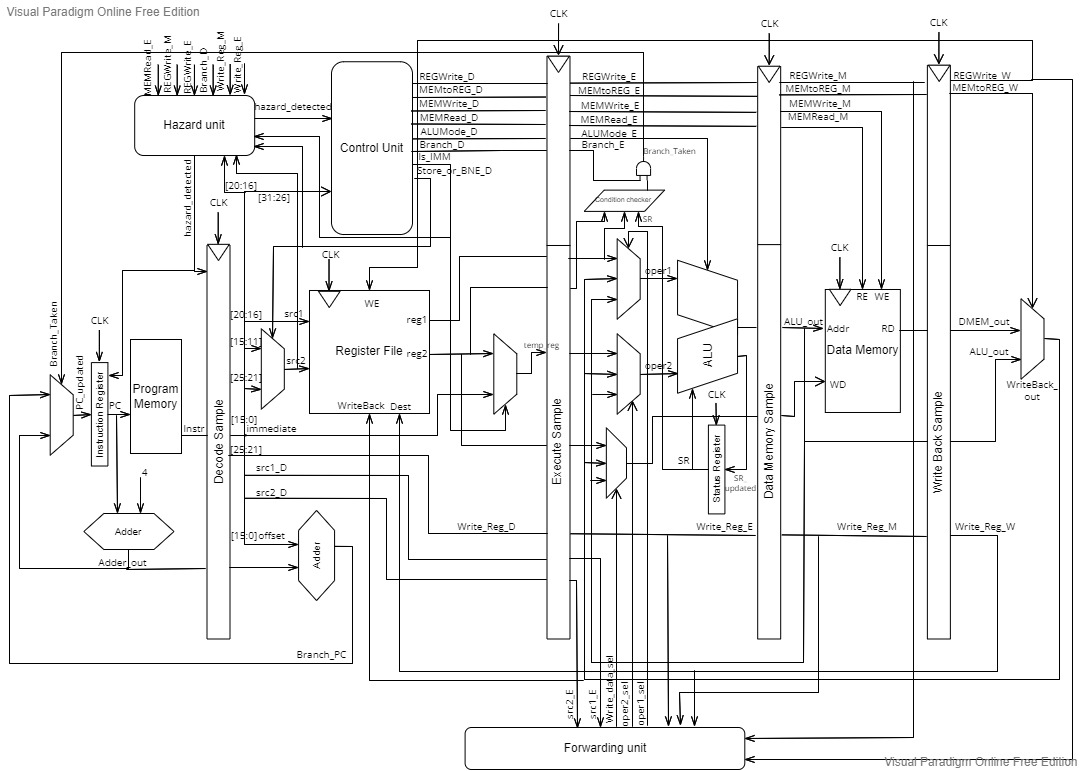 Visual Paradigm Online Free Edition
CLK
CLK
CLK
MEMRead_E
REGWrite_M
REGWrite_E
Branch_D
Write_Reg_M
Write_Reg_E
Hazard unit
hazard_detected
hazard_detected
Control Unit
REGWrite_D
MEMtoREG_D
MEMWrite_D
MEMRead_D
ALUMode_D
Branch_D
Is_IMM
Store_or_BNE_D
REGWrite_E
MEMtoREG_E
MEMWrite_E
MEMRead_E
ALUMode_E
Branch_E
REGWrite_M
MEMtoREG_M
MEMWrite_M
MEMRead_M
REGWrite_W
MEMtoREG_W
Branch_Taken
Condition checker
SR
[20:16]
[31:26]
CLK
CLK
CLK
WE
RE WE
oper1
[20:16]
src1
[15:11]
src2
[25:21]
reg1
reg2
Register File
WriteBack Dest
temp_reg
oper2
ALU
ALU_out
Addr
RD
Data Memory
WD
DMEM_out
ALU_out
WriteBack_
out
Branch_Taken
CLK
PC_updated
Instruction Register
PC
Program
Memory
Instr
Decode Sample
[15:0]
immediate
[25:21]
src1_D
src2_D
Execute Sample
CLK
SR
Status Register
SR_
updated
Data Memory Sample
Write Back Sample
4
Adder
Adder_out
[15:0]offset
Adder
Write_Reg_D
Write_Reg_E
Write_Reg_M
Write_Reg_W
Branch_PC
src2_E
src1_E
Write_data_sel
oper2_sel
oper1_sel
Forwarding unit
Visual Paradigm Online Free Edition